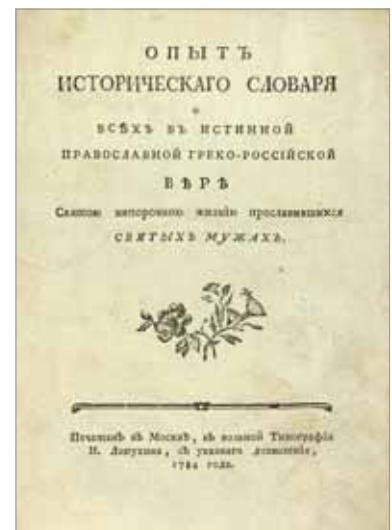 ОПЫТЪ
ИСТОРИЧЕСКАГО СЛОВАРЯ
о
ВСѢХЪ ВЪ ИСТИННОЙ
ПРАВОСЛАВНОЙ ГРЕКО-РОССІЙСКОЙ
ВѢРѢ
Святою непорочною жизнію прославившихся
СВЯТЫХЪ МУЖАХЪ.
Печатанъ въ Москвѣ, въ вольной Типографіи
И. Лопухина, съ указнаго дозволенія,
1784 года.